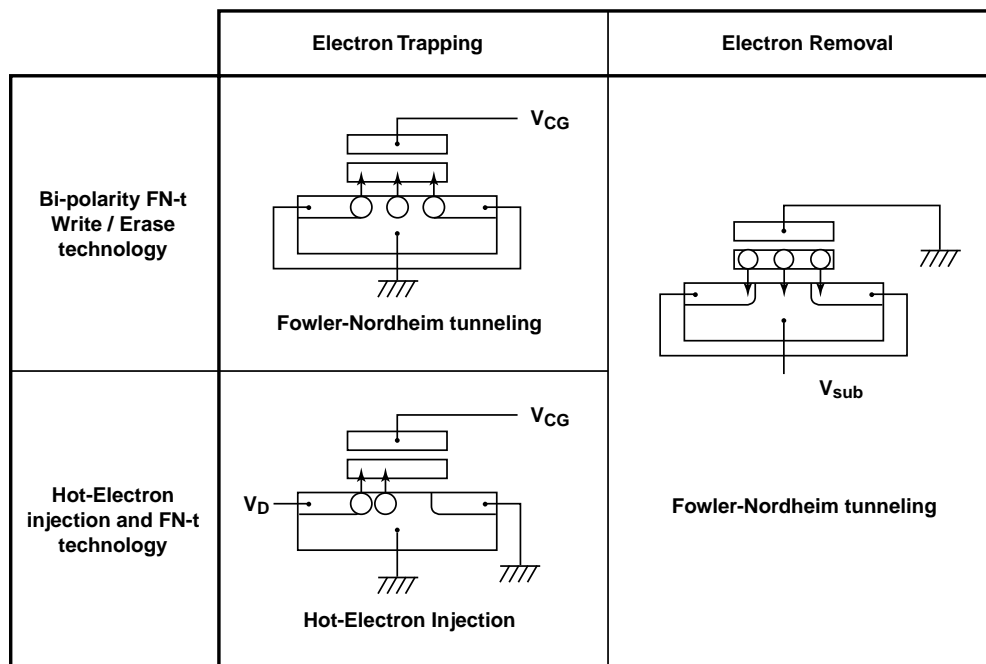 Electron Trapping
Electron Removal
Bi-polarity FN-t
Write / Erase
technology
VCG
Fowler-Nordheim tunneling
Vsub
Fowler-Nordheim tunneling
Hot-Electron
injection and FN-t
technology
VCG
VD
Hot-Electron Injection